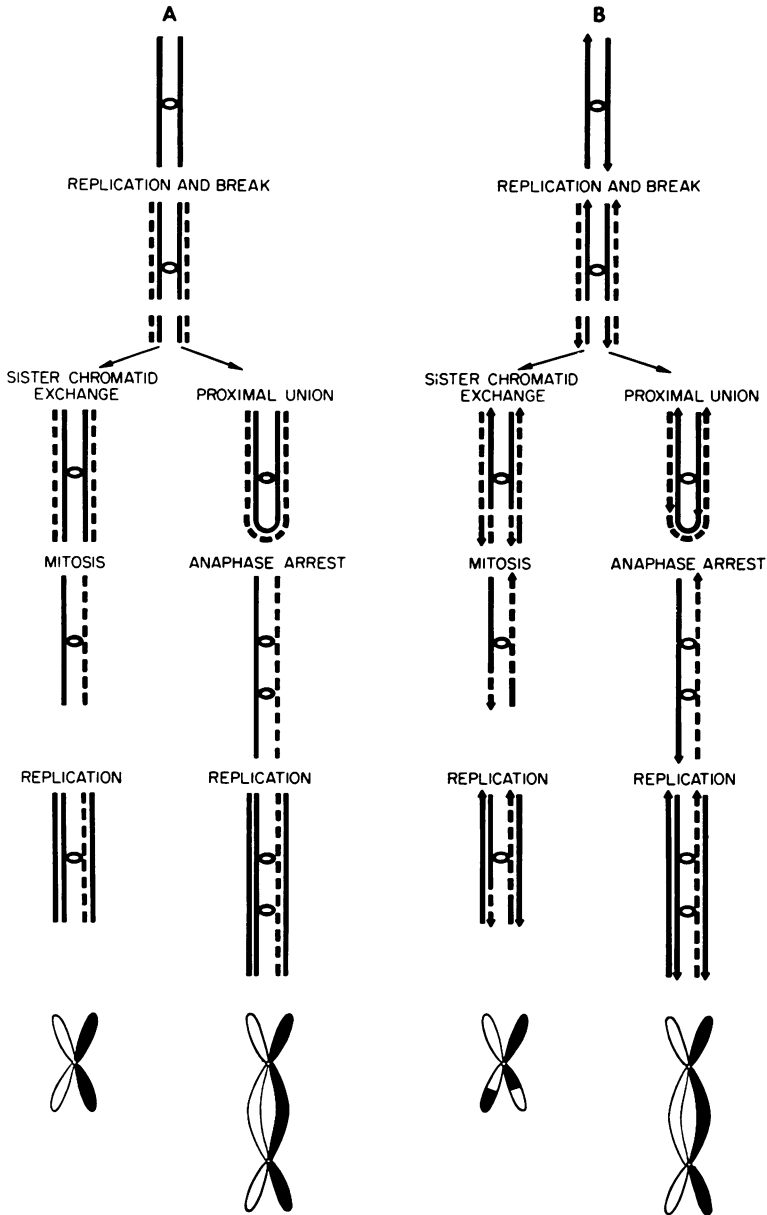 A
REPLICATION AND BREAK
SISTER CHROMATID
EXCHANGE
PROXIMAL UNION
MITOSIS
ANAPHASE ARREST
REPLICATION
REPLICATION
B
REPLICATION AND BREAK
SISTER CHROMATID
EXCHANGE
PROXIMAL UNION
MITOSIS
ANAPHASE ARREST
REPLICATION
REPLICATION